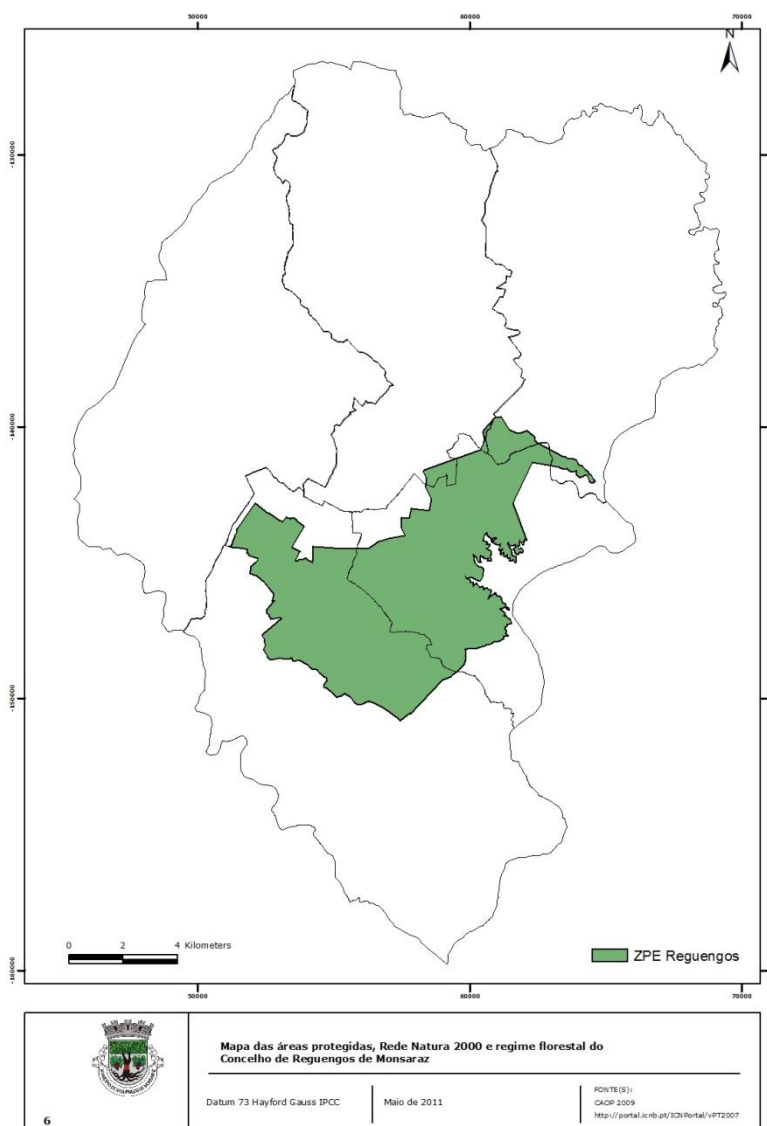 50000 60000 70000
N
-130000
-140000
-150000
-160000
0 2 4 Kilometers
ZPE Reguengos
50000 60000 70000
Mapa das áreas protegidas, Rede Natura 2000 e regime florestal do
Concelho de Reguengos de Monsaraz
Datum 73 Hayford Gauss IPCC
Maio de 2011
FONTE(S):
CAOP 2009
http://portal.icnb.pt/ICNPortal/vPT2007
6